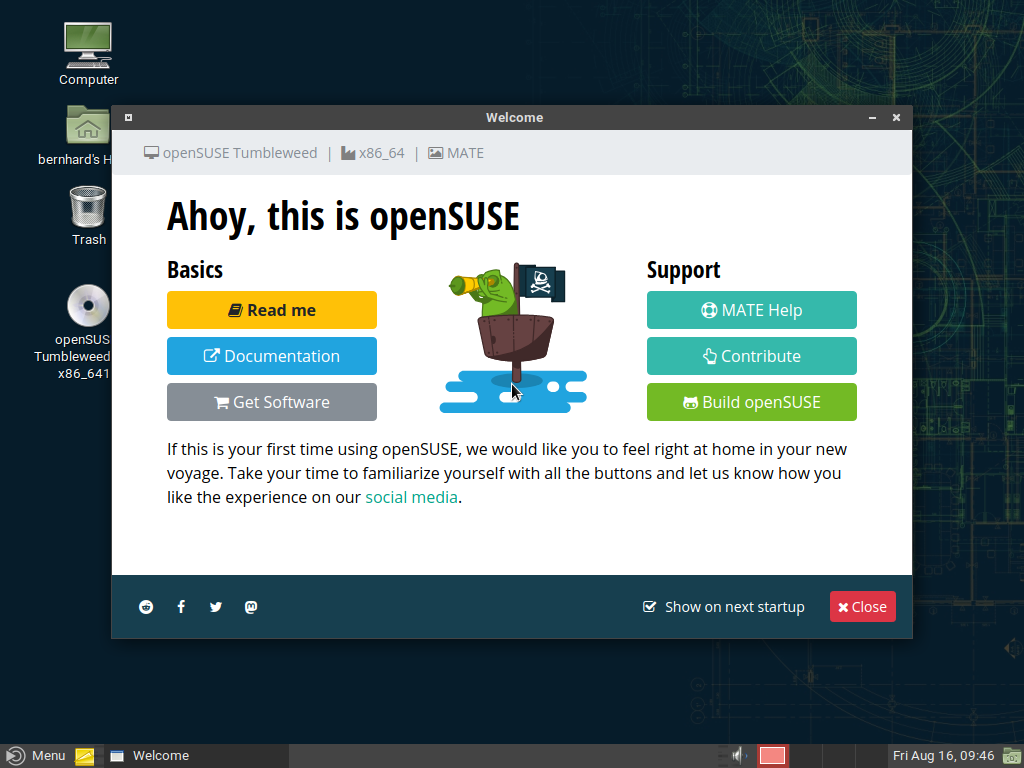 Computer
bernhard's H
Trash
openSUS
Tumbleweed
x86_641
Welcome
openSUSE Tumbleweed | x86_64 | MATE
Ahoy, this is openSUSE
Basics
Read me
Documentation
Get Software
Support
MATE Help
Contribute
Build openSUSE
If this is your first time using openSUSE, we would like you to feel right at home in your new
voyage. Take your time to familiarize yourself with all the buttons and let us know how you
like the experience on our social media.
Show on next startup
Close
Menu
Welcome
Fri Aug 16, 09:46